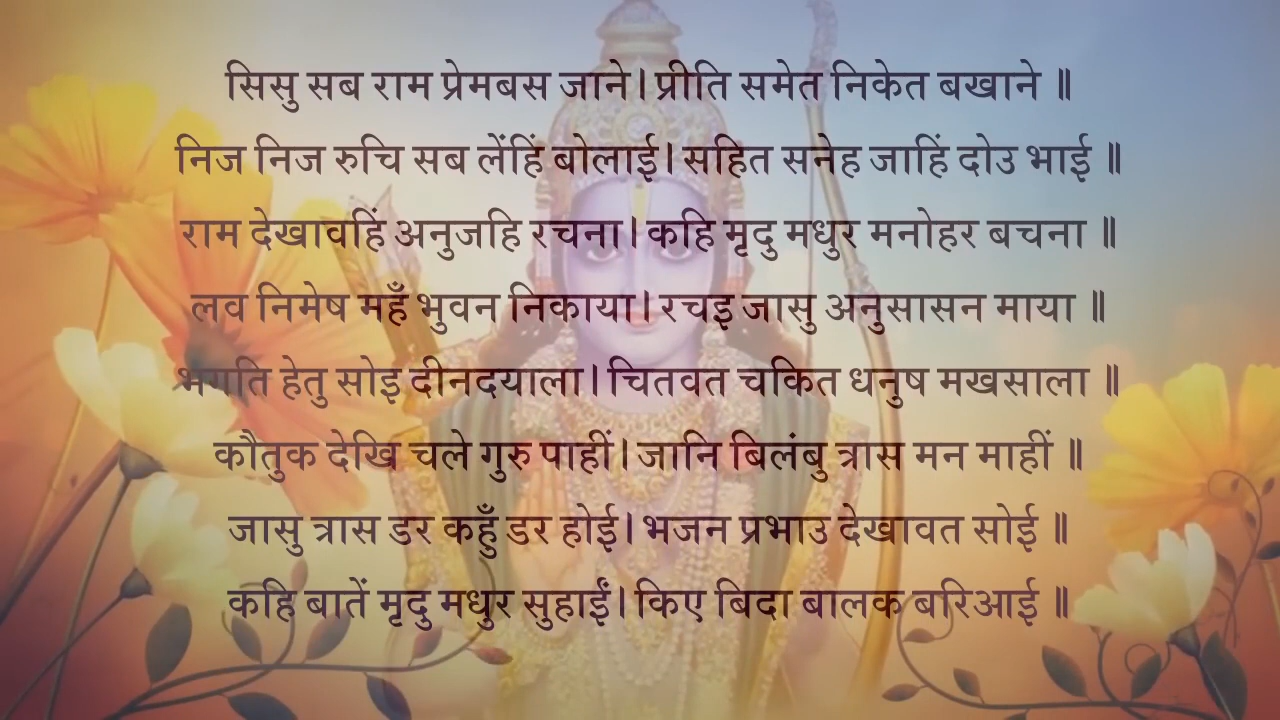 सिसु सब राम प्रेमबस जाने। प्रीति समेत निकेत बखाने ॥
निज निज रुचि सब लेंहिं बोलाई। सहित सनेह जाहिं दोउ भाई ॥
राम देखावहिं अनुजहि रचना। कहि मृदु मधुर मनोहर बचना ॥
लव निमेष महँ भुवन निकाया। रचइ जासु अनुसासन माया ॥
भगति हेतु सोइ दीनदयाला। चितवत चकित धनुष मखसाला ॥
कौतुक देखि चले गुरु पाहीं। जानि बिलंबु त्रास मन माहीं ॥
जासु त्रास डर कहुँ डर होई। भजन प्रभाउ देखावत सोई ॥
कहि बातें मृदु मधुर सुहाईं। किए बिदा बालक बरिआई ॥